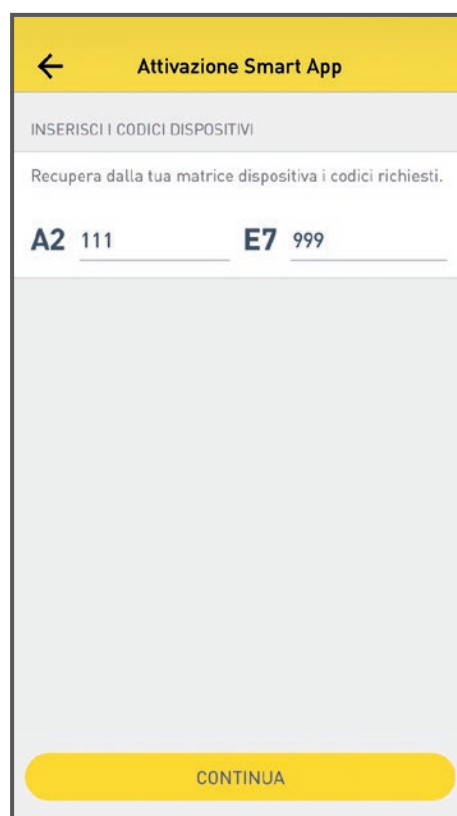 Attivazione Smart App
INSERISCI I CODICI DISPOSITIVI
Recupera dalla tua matrice dispositiva i codici richiesti.
A2 111 E7 999
CONTINUA